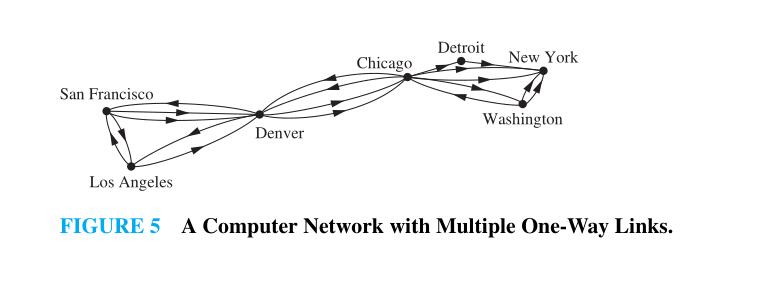 Detroit
Chicago
New York
San Francisco
Denver
Washington
Los Angeles
FIGURE 5 A Computer Network with Multiple One-Way Links.